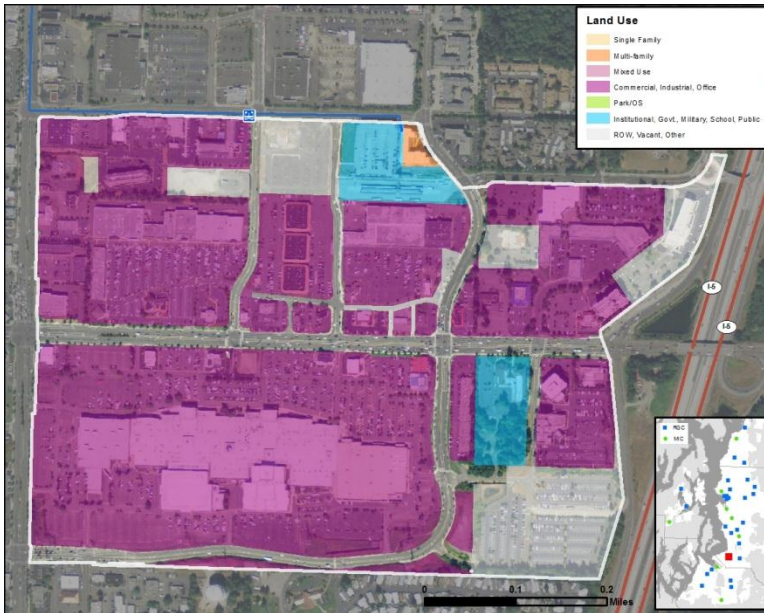 Land Use
Single Family
Multi-family
Mixed Use
Commercial, Industrial, Office
Park/OS
Institutional, Govt., Military, School, Public
ROW, Vacant, Other
I-5
I-5
RGC
MIC
0
0.1
0.2
Miles